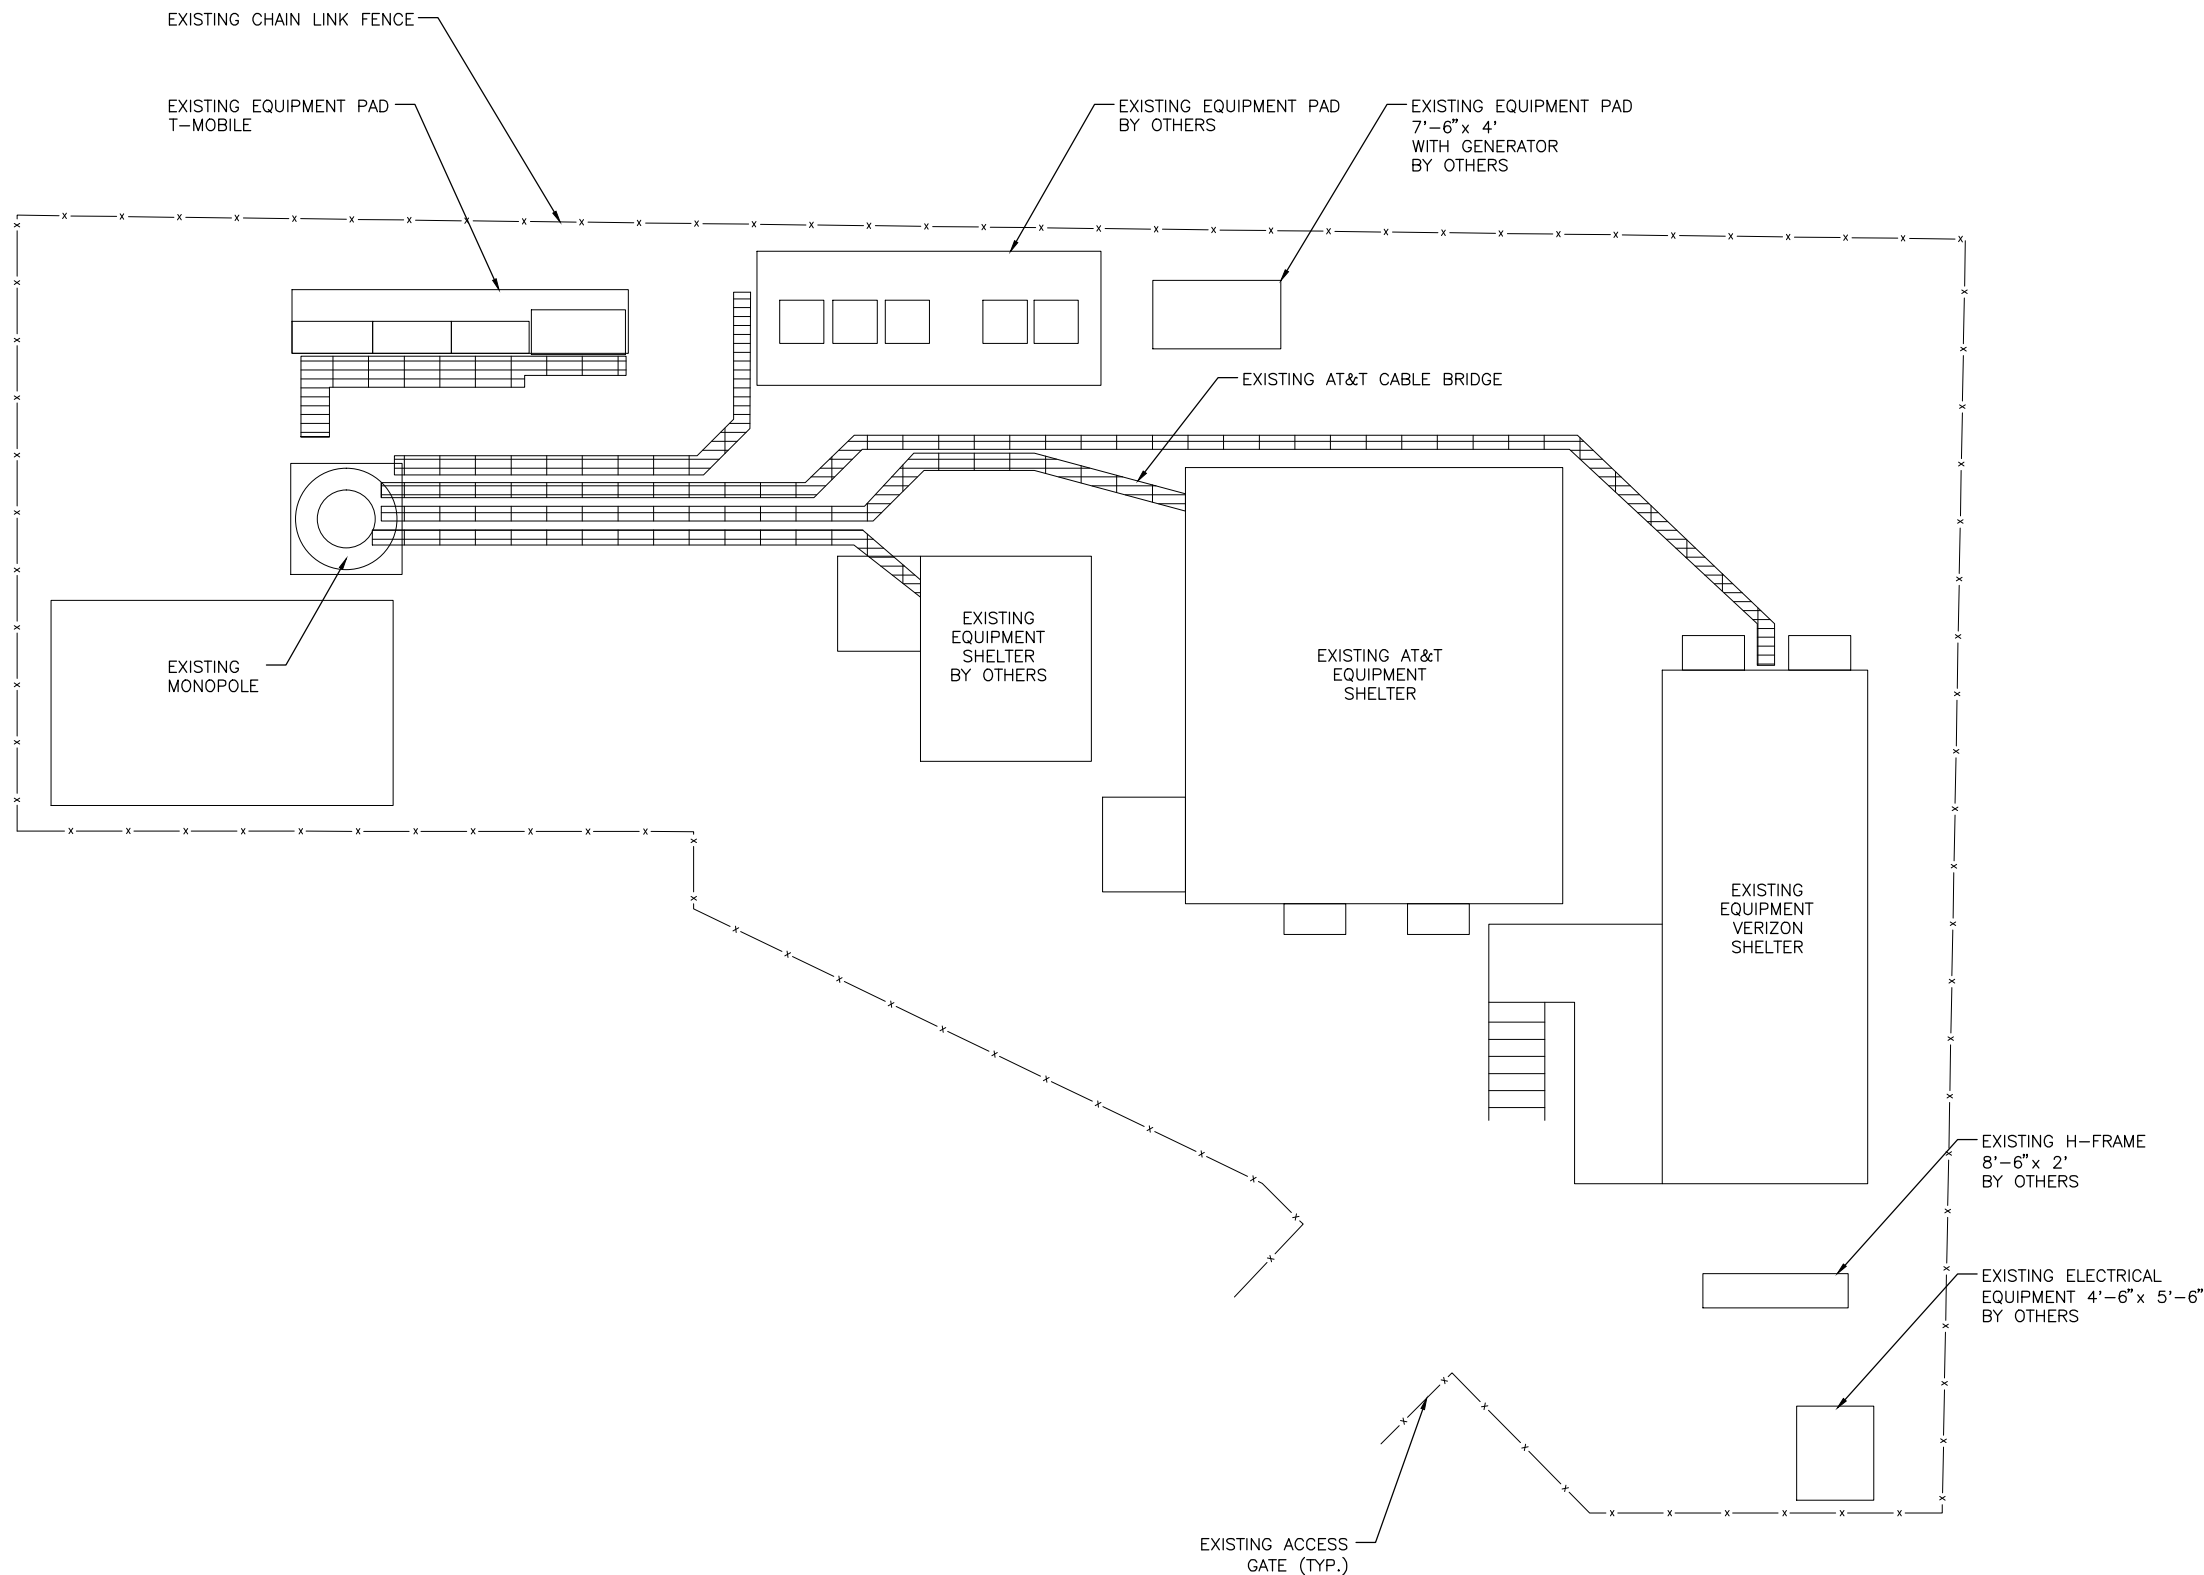 EXISTING CHAIN LINK FENCE
EXISTING EQUIPMENT PAD
T-MOBILE
EXISTING EQUIPMENT PAD
BY OTHERS
EXISTING EQUIPMENT PAD
7'-6"x 4'
WITH GENERATOR
BY OTHERS
EXISTING AT&T CABLE BRIDGE
EXISTING
MONOPOLE
EXISTING
EQUIPMENT
SHELTER
BY OTHERS
EXISTING AT&T
EQUIPMENT
SHELTER
EXISTING
EQUIPMENT
VERIZON
SHELTER
EXISTING H-FRAME
8'-6"x 2'
BY OTHERS
EXISTING ELECTRICAL
EQUIPMENT 4'-6"x 5'-6"
BY OTHERS
EXISTING ACCESS
GATE (TYP.)